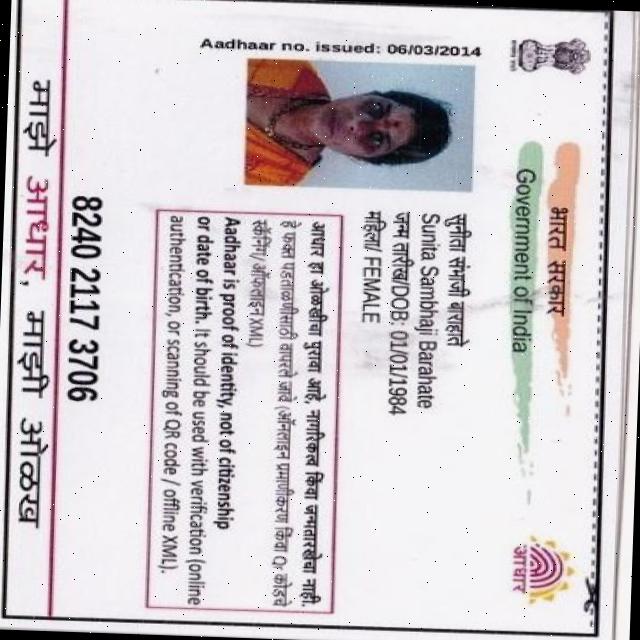 Aadhaar no. issued: 06/03/2014
भारत सरकार
Government of India
आधार
सुनीता संभाजी बाराहाते
Sunita Sambhaji Barahate
जन्म तारीख/DOB: 01/01/1984
महिला/ FEMALE
आधार हा ओळखीचा पुरावा आहे, नागरिकत्व किंवा जन्मतारखेचा नाही.
हे फक्त पडताळणीसाठी वापरले जावे (ऑनलाइन प्रमाणीकरण किंवा Qr कोडचे
स्कॅनिंग/ऑफलाइन XML)
Aadhaar is proof of identity, not of citizenship
or date of birth. It should be used with verification (online
authentication, or scanning of QR code / offline XML).
8240 2117 3706
माझे आधार, माझी ओळख